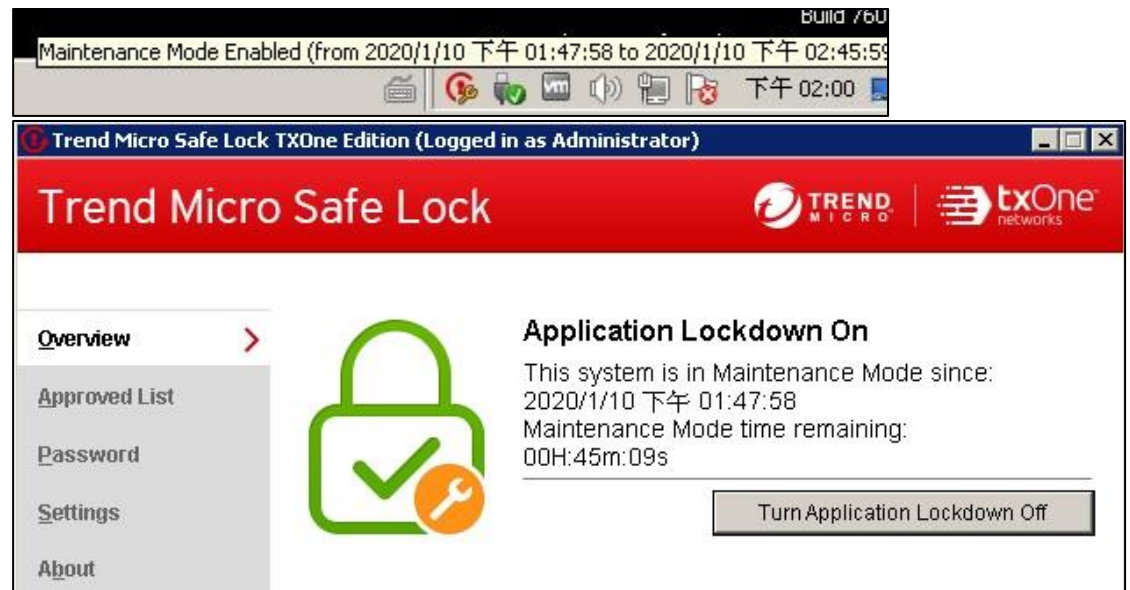 Build 760
Maintenance Mode Enabled (from 2020/1/10 下午 01:47:58 to 2020/1/10 下午 02:45:59
vm
下午 02:00
Trend Micro Safe Lock TXOne Edition (Logged in as Administrator)
Trend Micro Safe Lock
TREND MICRO
txOne networks
Overview
Application Lockdown On
This system is in Maintenance Mode since:
2020/1/10 下午 01:47:58
Maintenance Mode time remaining:
00H:45m:09s
Approved List
Password
Settings
Turn Application Lockdown Off
About